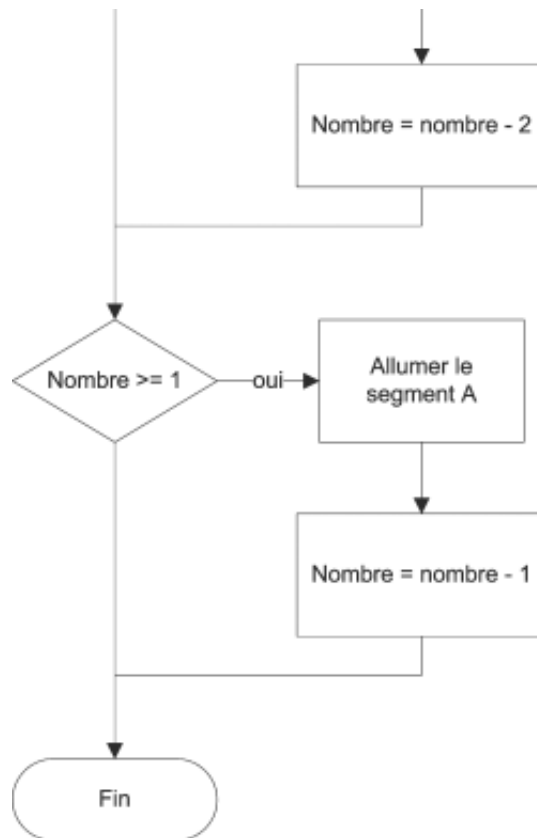 Nombre = nombre - 2
Nombre >= 1
oui
Allumer le
segment A
Nombre = nombre - 1
Fin